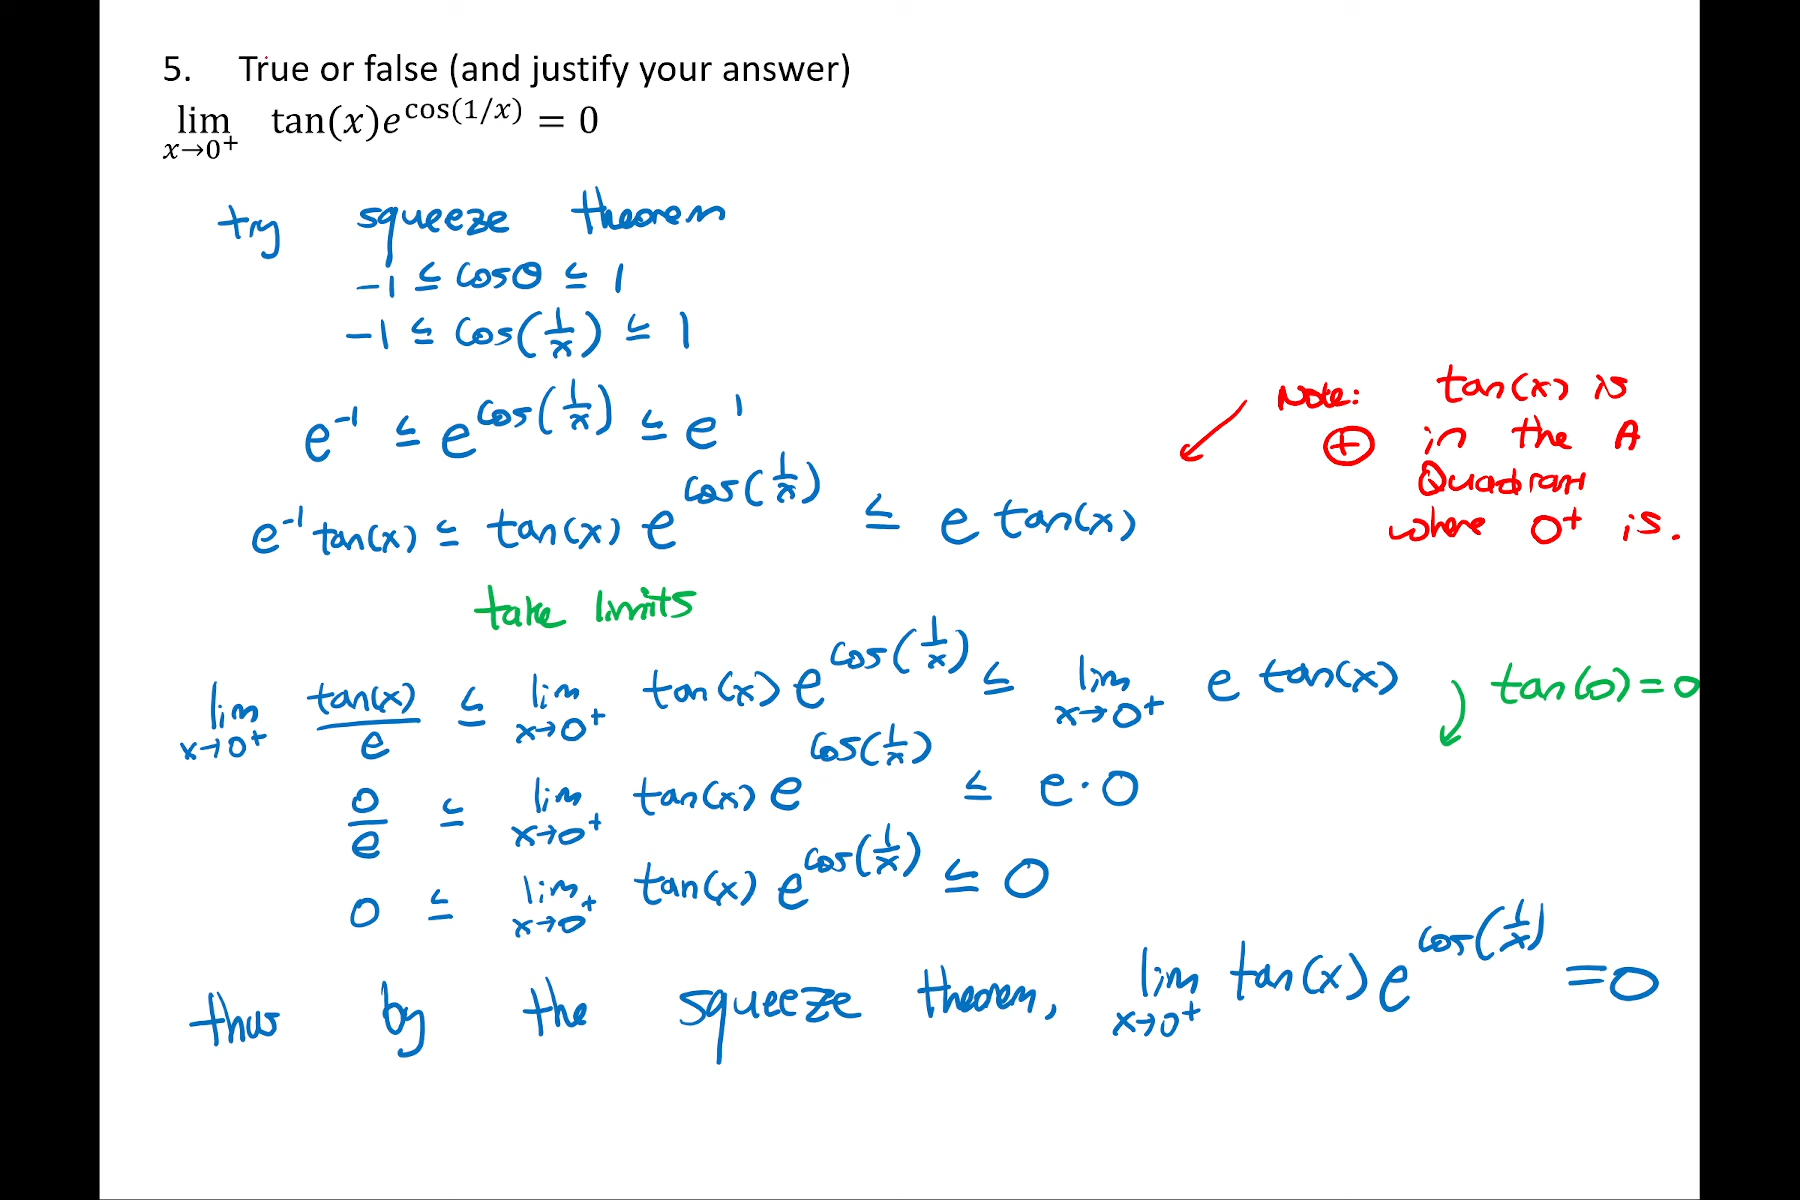 5. True or false (and justify your answer)
lim x→0⁺ tan(x)e^cos(1/x) = 0
try squeeze theorem
-1 ≤ cosθ ≤ 1
-1 ≤ cos(1/x) ≤ 1
e^-1 ≤ e^cos(1/x) ≤ e^1
e^-1 tan(x) ≤ tan(x) e^cos(1/x) ≤ e tan(x)
Note: tan(x) is
⊕ in the A
Quadrant
where 0⁺ is.
take limits
lim x→0⁺ tan(x)/e ≤ lim x→0⁺ tan(x) e^cos(1/x) ≤ lim x→0⁺ e tan(x)
tan(0)=0
0/e ≤ lim x→0⁺ tan(x) e^cos(1/x) ≤ e·0
0 ≤ lim x→0⁺ tan(x) e^cos(1/x) ≤ 0
thus by the squeeze theorem, lim x→0⁺ tan(x) e^cos(1/x) = 0